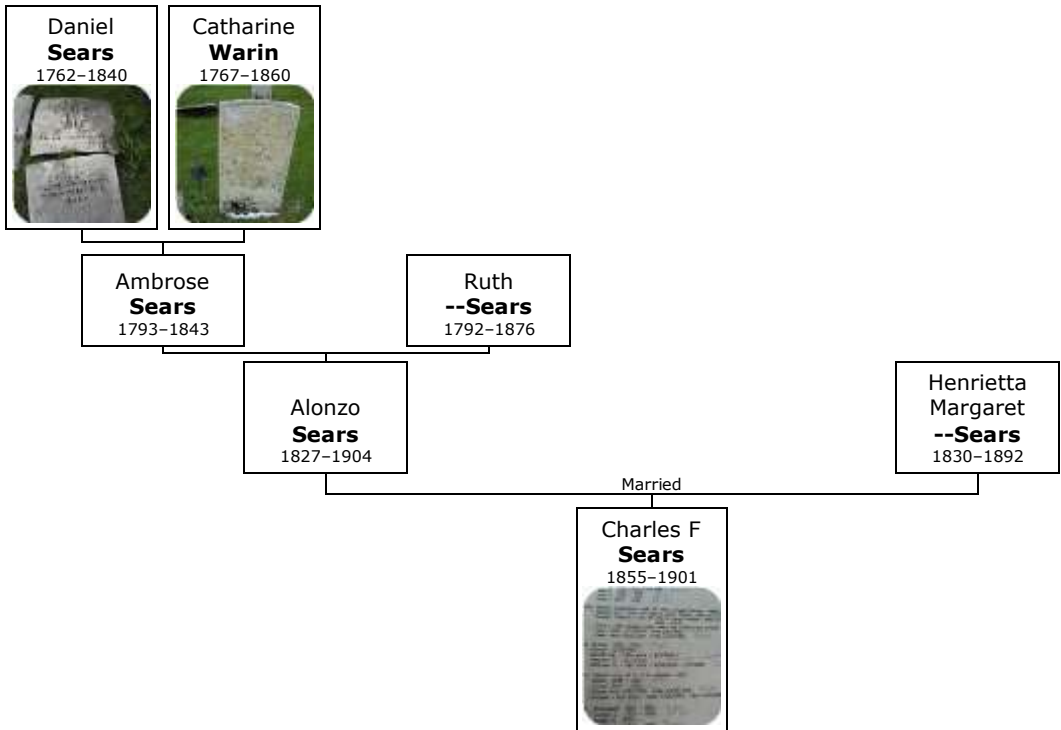 Daniel
Sears
1762–1840
Catharine
Warin
1767–1860
Ambrose
Sears
1793–1843
Ruth
--Sears
1792–1876
Alonzo
Sears
1827–1904
Henrietta
Margaret
--Sears
1830–1892
Married
Charles F
Sears
1855–1901